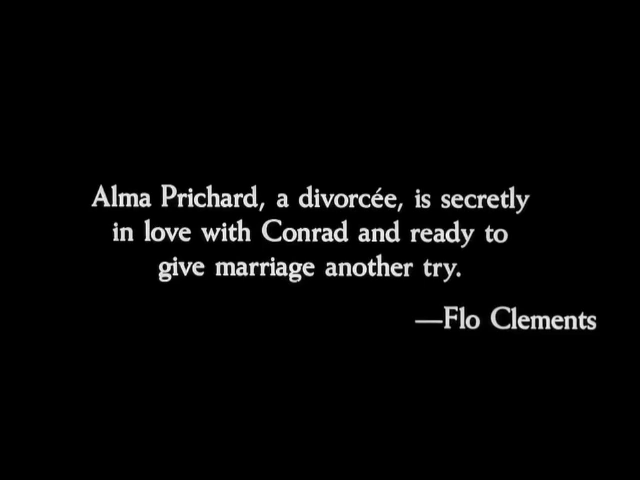 Alma Prichard, a divorcée, is secretly
in love with Conrad and ready to
give marriage another try.
—Flo Clements